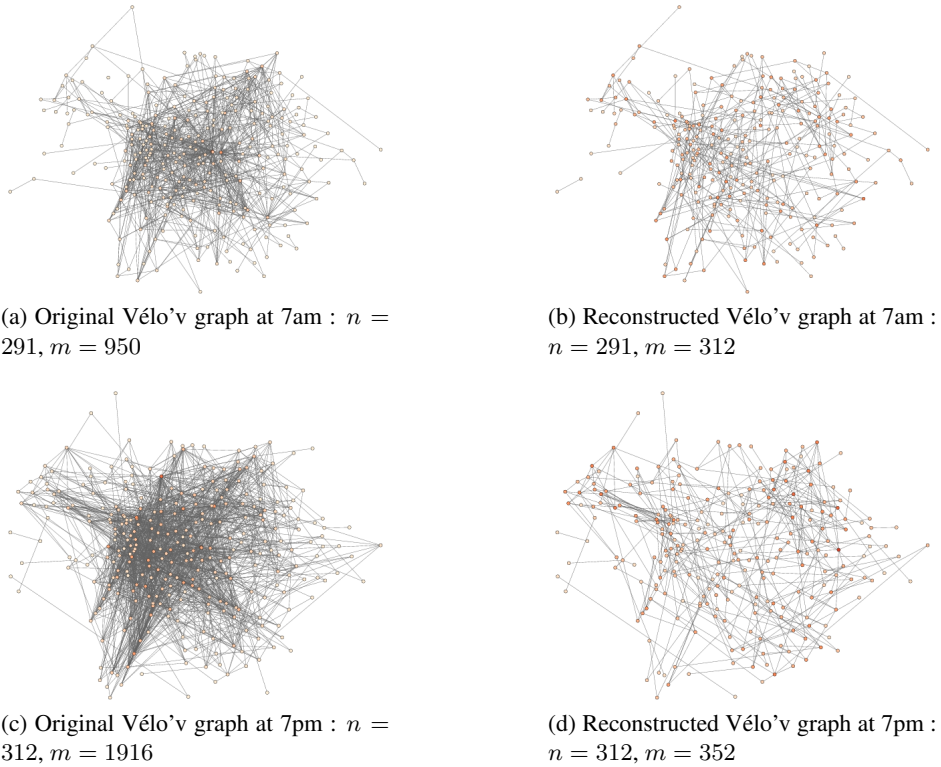 (a) Original Vélo'v graph at 7am : n =
291, m = 950
(b) Reconstructed Vélo'v graph at 7am :
n = 291, m = 312
(c) Original Vélo'v graph at 7pm : n =
312, m = 1916
(d) Reconstructed Vélo'v graph at 7pm :
n = 312, m = 352